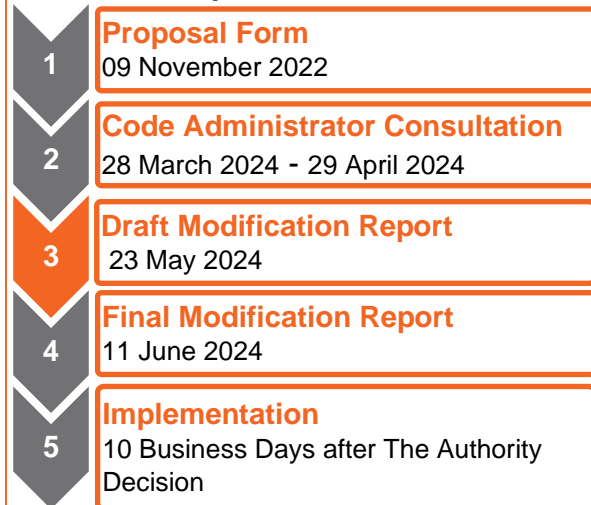 1
Proposal Form
09 November 2022
2
Code Administrator Consultation
28 March 2024 - 29 April 2024
3
Draft Modification Report
23 May 2024
4
Final Modification Report
11 June 2024
5
Implementation
10 Business Days after The Authority
Decision